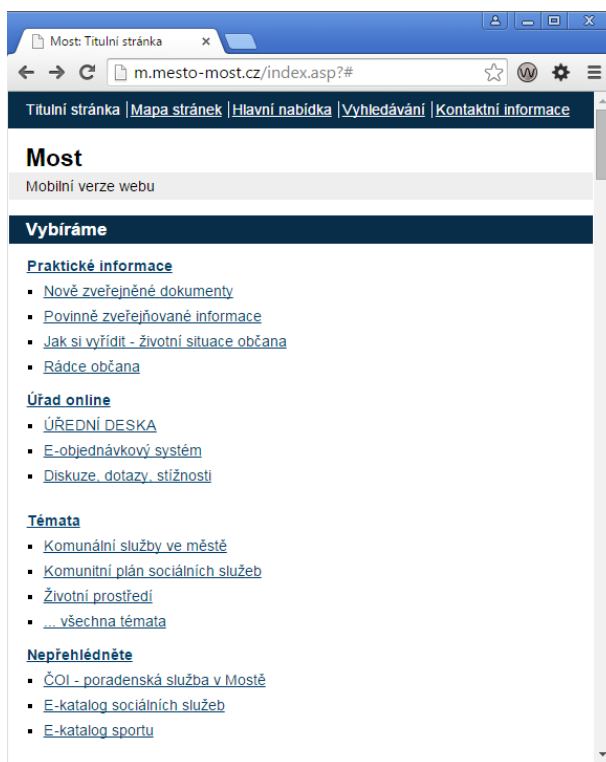 Most: Titulní stránka
m.mesto-most.cz/index.asp?#
Titulní stránka |Mapa stránek |Hlavní nabídka |Vyhledávání |Kontaktní informace
Most
Mobilní verze webu
Vybíráme
Praktické informace
Nově zveřejněné dokumenty
Povinně zveřejňované informace
Jak si vyřídit - životní situace občana
Rádce občana
Úřad online
ÚŘEDNÍ DESKA
E-objednávkový systém
Diskuze, dotazy, stížnosti
Témata
Komunální služby ve městě
Komunitní plán sociálních služeb
Životní prostředí
... všechna témata
Nepřehlédněte
ČOI - poradenská služba v Mostě
E-katalog sociálních služeb
E-katalog sportu